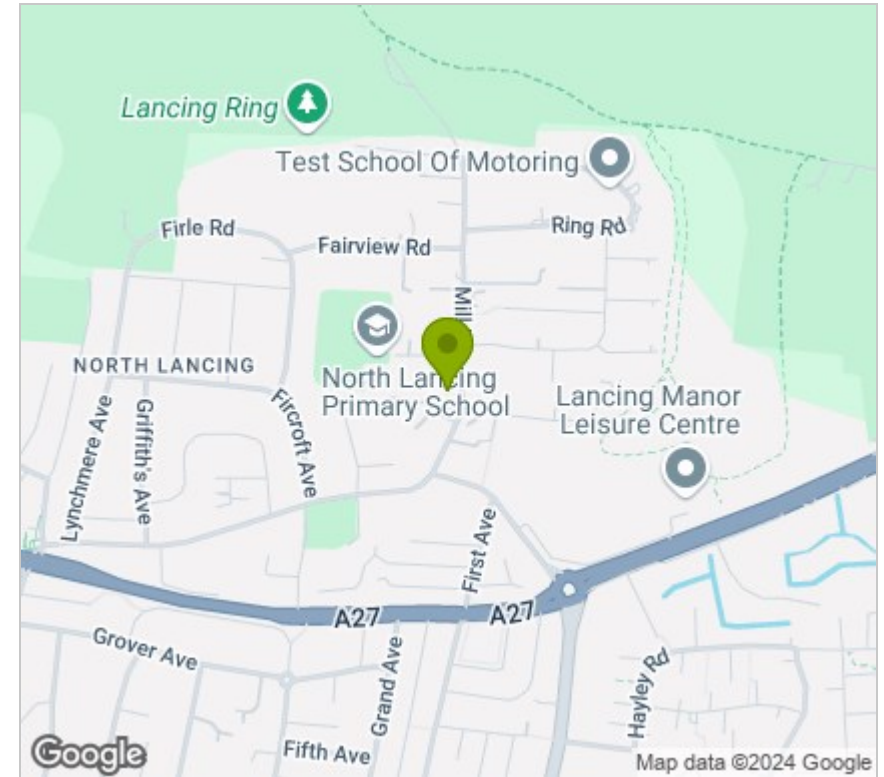 Lancing Ring
Test School Of Motoring
Firle Rd
Fairview Rd
Ring Rd
Mill
NORTH LANCING
North Lancing
Primary School
Lancing Manor
Leisure Centre
Lynchmere Ave
Griffith's Ave
Fircroft Ave
First Ave
A27
A27
Grover Ave
Grand Ave
Hayley Rd
Fifth Ave
Google
Map data ©2024 Google